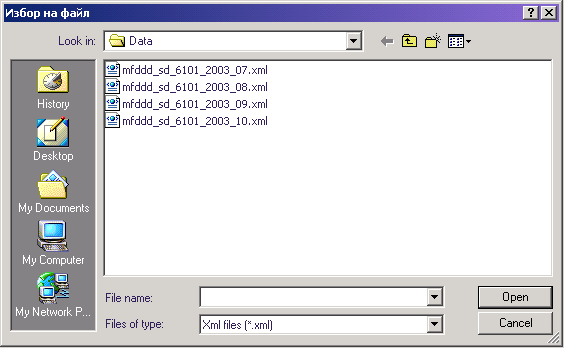 Избор на файл
Look in: Data
History
Desktop
My Documents
My Computer
My Network P...
mfddd_sd_6101_2003_07.xml
mfddd_sd_6101_2003_08.xml
mfddd_sd_6101_2003_09.xml
mfddd_sd_6101_2003_10.xml
File name:
Open
Files of type: Xml files (*.xml)
Cancel